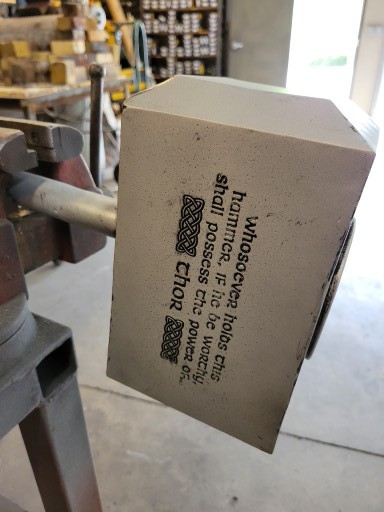 whosoever holds this
hammer, if he be worthy,
shall possess the power of...
thor